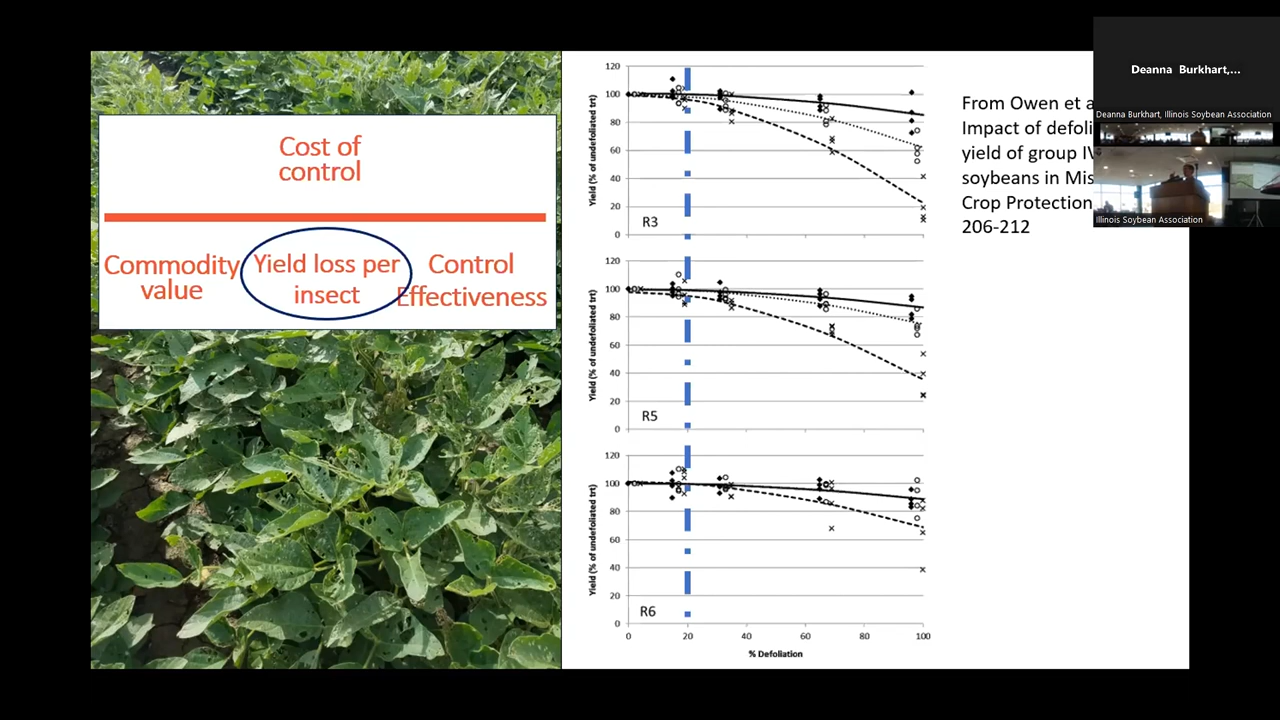 Cost of
control
Commodity
value
Yield loss per
insect
Control
Effectiveness
120
100
80
60
40
20
0
Yield (% of undefoliated trt)
R3
120
100
80
60
40
20
0
Yield (% of undefoliated trt)
R5
120
100
80
60
40
20
0
Yield (% of undefoliated trt)
R6
0 20 40 60 80 100
% Defoliation
From Owen et a
Impact of defoli
yield of group IV
soybeans in Mis
Crop Protection
206-212
Deanna Burkhart,...
Deanna Burkhart, Illinois Soybean Association
Illinois Soybean Association